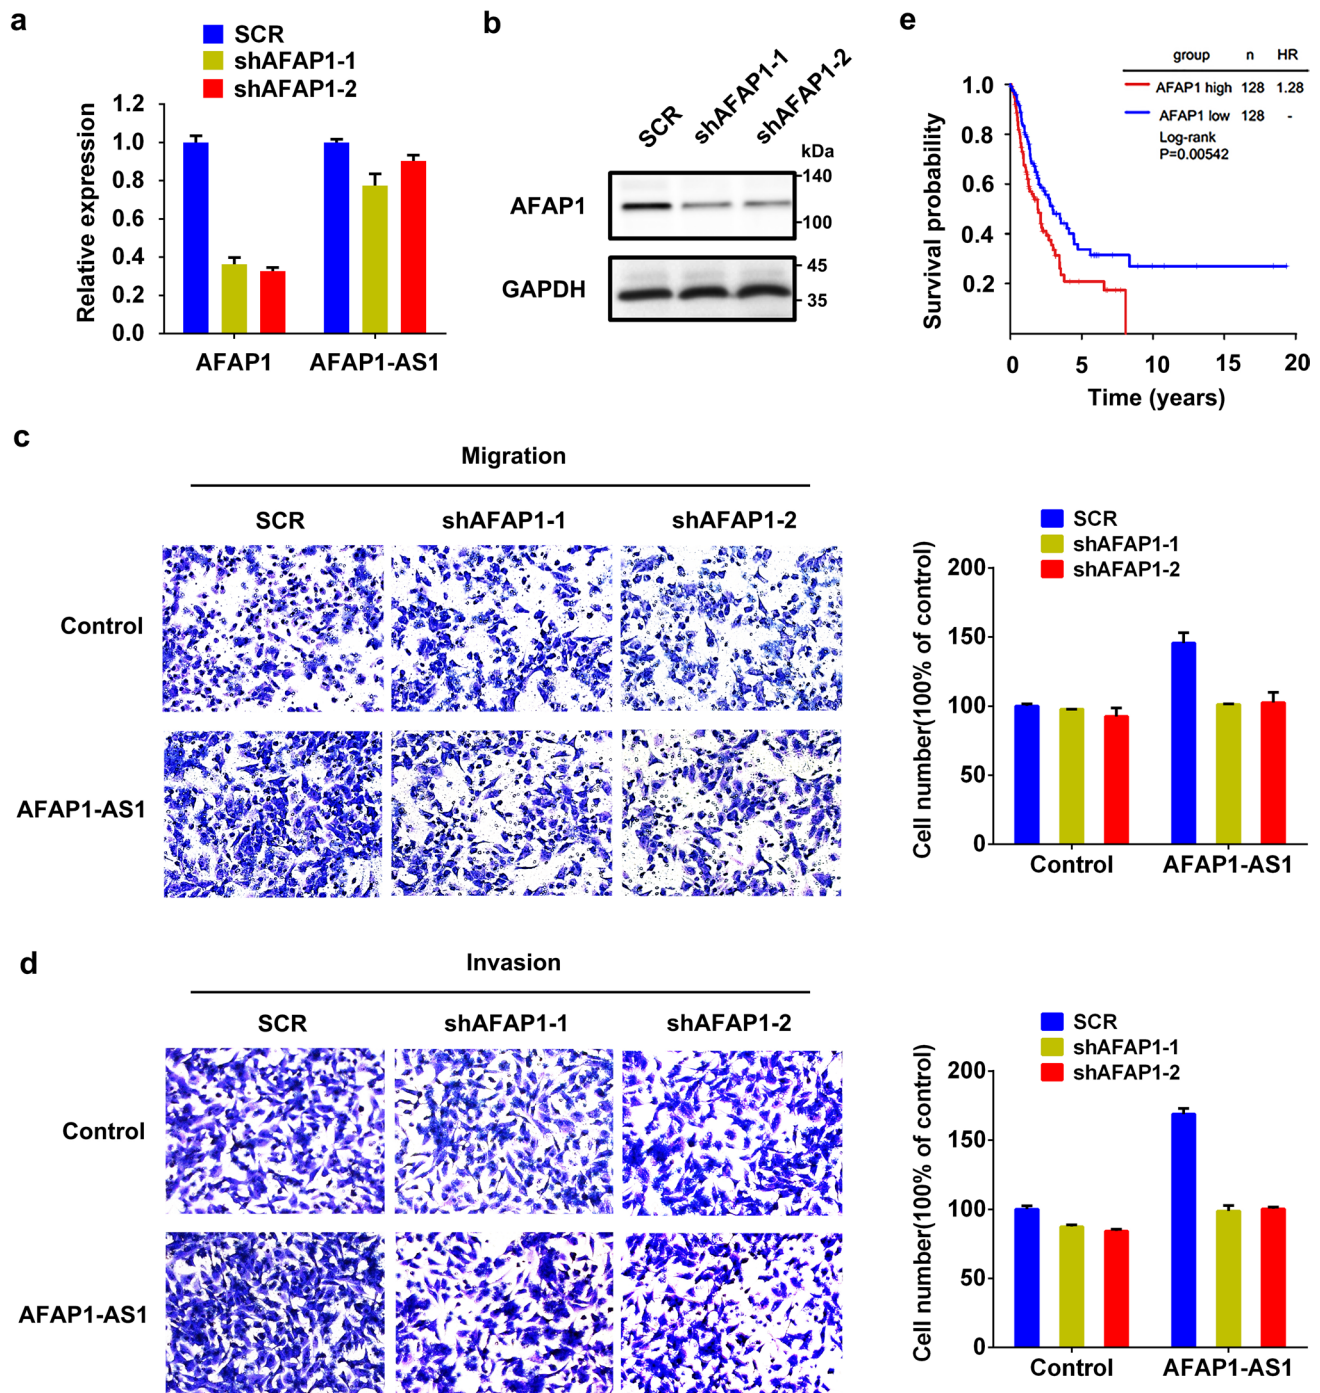 a
SCR
shAFAP1-1
shAFAP1-2
Relative expression
1.2
1.0
0.8
0.6
0.4
0.2
0.0
AFAP1
AFAP1-AS1
b
SCR
shAFAP1-1
shAFAP1-2
kDa
AFAP1
140
100
GAPDH
45
35
e
group n HR
AFAP1 high 128 1.28
AFAP1 low 128 -
Log-rank
P=0.00542
Survival probability
1.0
0.8
0.6
0.4
0.2
0 5 10 15 20
Time (years)
c
Migration
SCR shAFAP1-1 shAFAP1-2
Control
AFAP1-AS1
SCR
shAFAP1-1
shAFAP1-2
Cell number(100% of control)
200
150
100
50
0
Control AFAP1-AS1
d
Invasion
SCR shAFAP1-1 shAFAP1-2
Control
AFAP1-AS1
SCR
shAFAP1-1
shAFAP1-2
Cell number(100% of control)
200
150
100
50
0
Control AFAP1-AS1